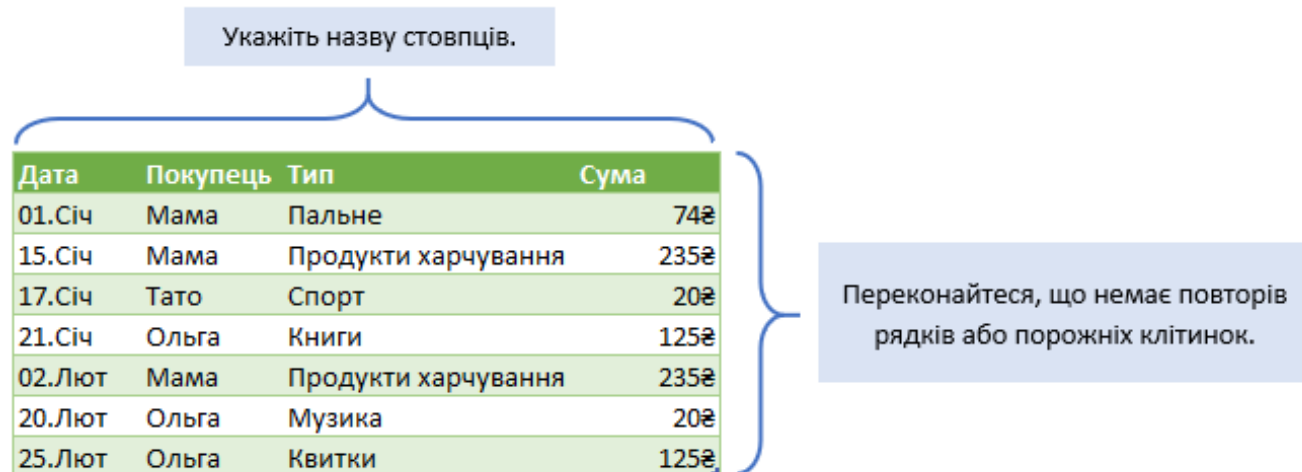 Укажіть назву стовпців.
Дата Покупець Тип Сума
01.Січ Мама Пальне 74₴
15.Січ Мама Продукти харчування 235₴
17.Січ Тато Спорт 20₴
21.Січ Ольга Книги 125₴
02.Лют Мама Продукти харчування 235₴
20.Лют Ольга Музика 20₴
25.Лют Ольга Квитки 125₴
Переконайтеся, що немає повторів
рядків або порожніх клітинок.